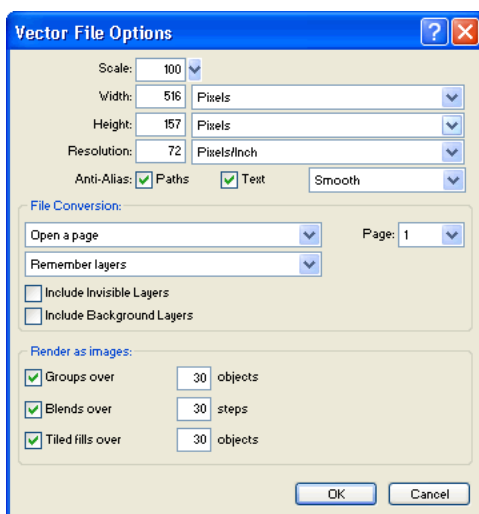 Vector File Options
Scale: 100
Width: 516 Pixels
Height: 157 Pixels
Resolution: 72 Pixels/Inch
Anti-Alias: Paths Text Smooth
File Conversion:
Open a page Page: 1
Remember layers
Include Invisible Layers
Include Background Layers
Render as images:
Groups over 30 objects
Blends over 30 steps
Tiled fills over 30 objects
OK Cancel